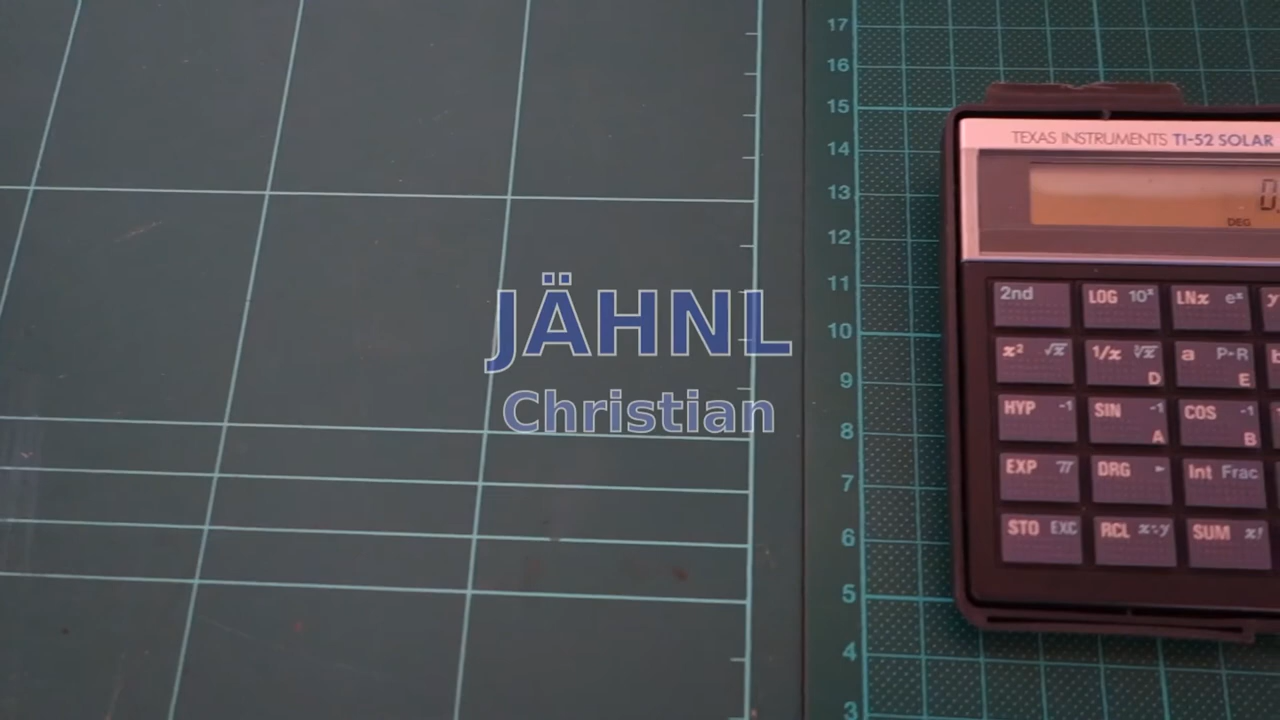 17
16
15
14
13
12
11
10
9
8
7
6
5
4
3
JÄHNL
Christian
TEXAS INSTRUMENTS TI-52 SOLAR
0.
DEG
2nd LOG 10ˣ LNx eˣ y
x² √x 1/x ∛x D a P-R E
HYP -1 SIN -1 A COS -1 B
EXP π DRG ► Int Frac
STO EXC RCL x:y SUM x!